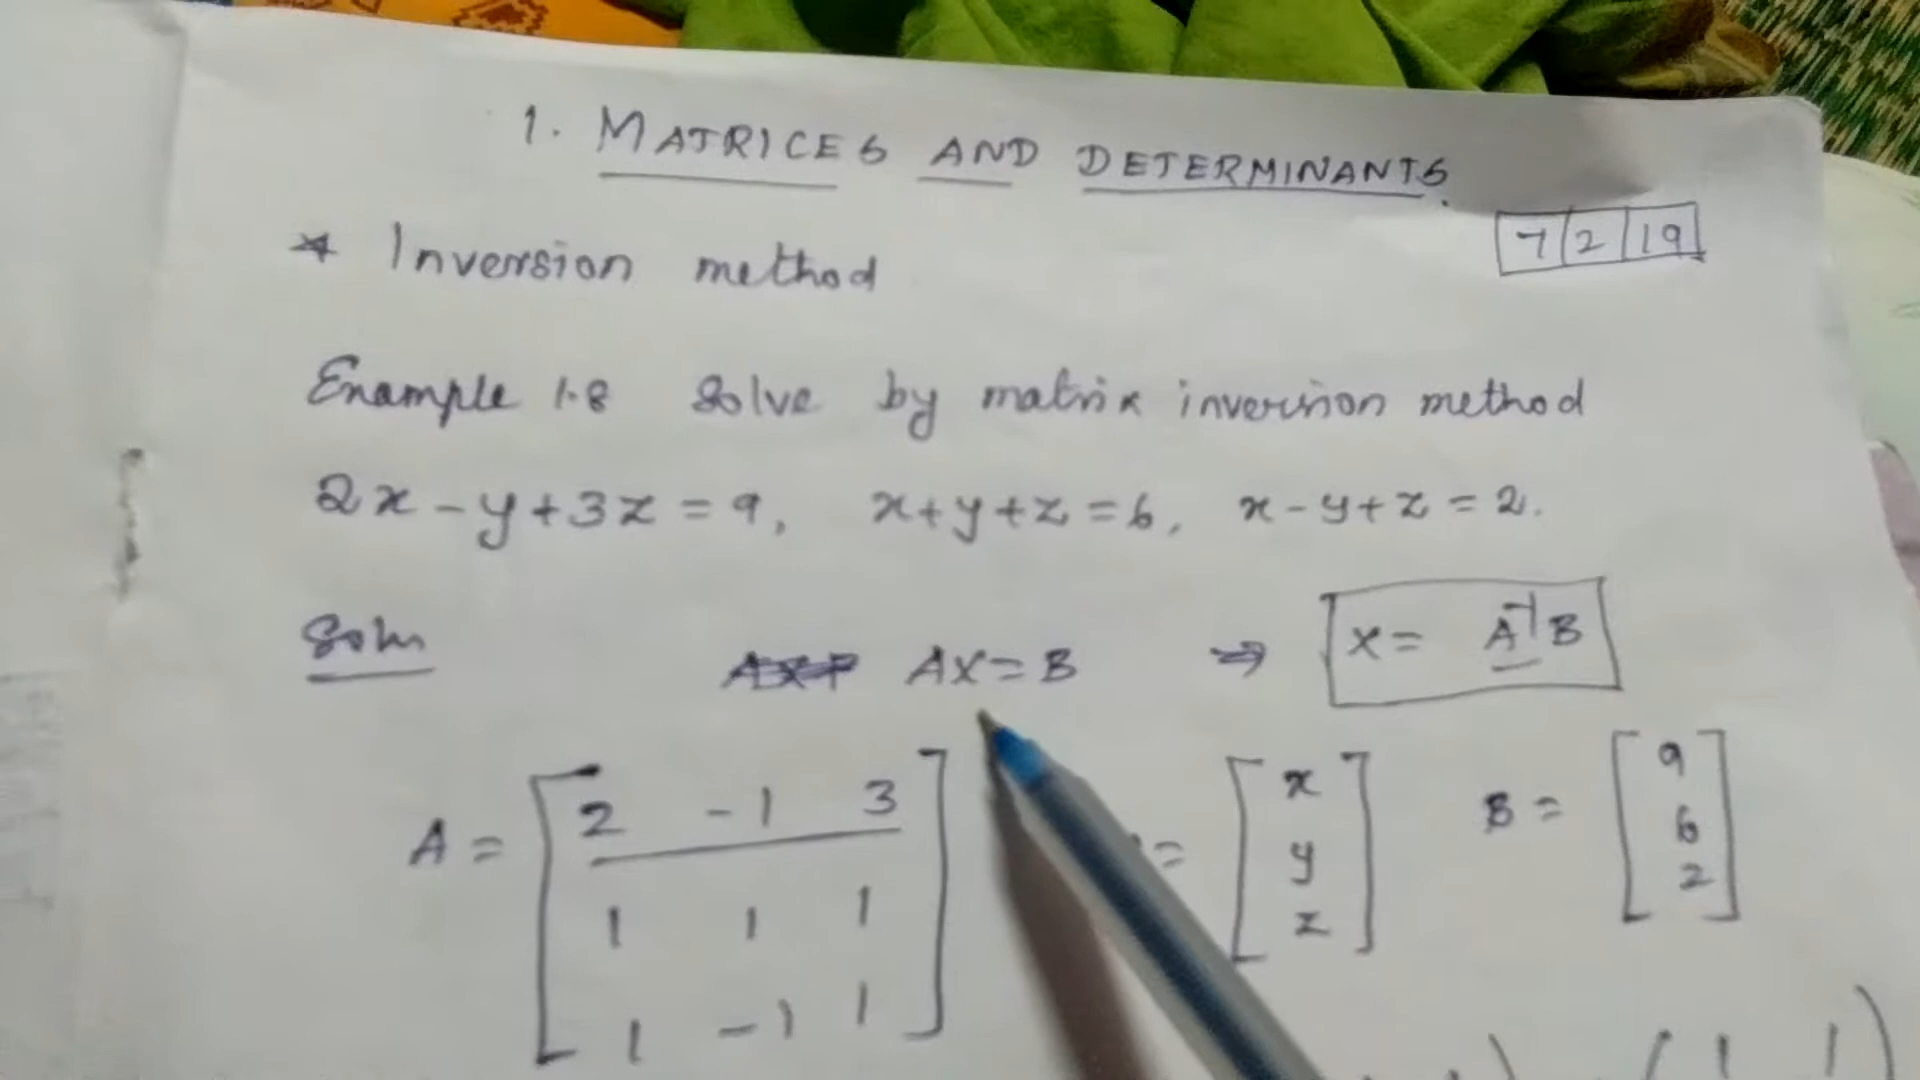 1. MATRICES AND DETERMINANTS.
7|2|19
* Inversion method
Example 1.8 Solve by matrix inversion method
2x - y + 3z = 9, x + y + z = 6, x - y + z = 2.
Soln
AX = B ⇒ X = A⁻¹B
A = [2 -1 3
1 1 1
1 -1 1]
= [x
y
z]
B = [9
6
2]